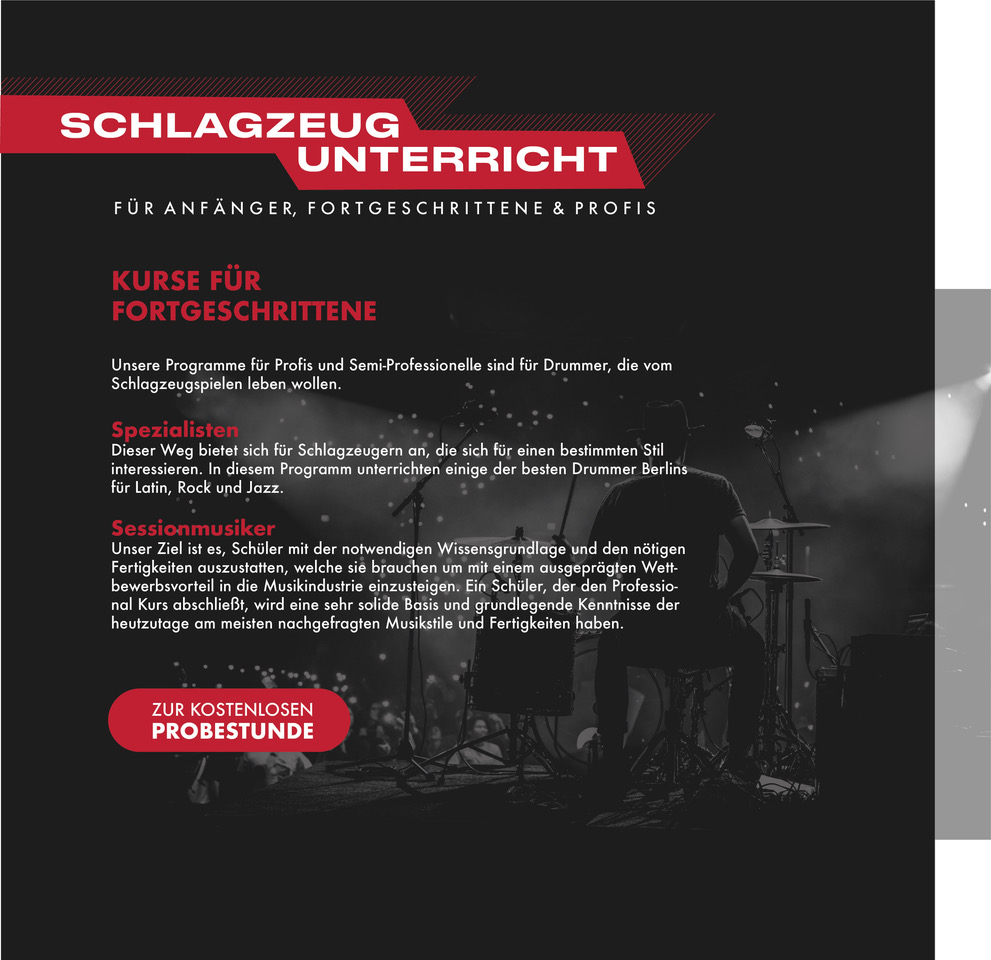 SCHLAGZEUG
UNTERRICHT
FÜR ANFÄNGER, FORTGESCHRITTENE & PROFIS
KURSE FÜR
FORTGESCHRITTENE
Unsere Programme für Profis und Semi-Professionelle sind für Drummer, die vom
Schlagzeugspielen leben wollen.
Spezialisten
Dieser Weg bietet sich für Schlagzeugern an, die sich für einen bestimmten Stil
interessieren. In diesem Programm unterrichten einige der besten Drummer Berlins
für Latin, Rock und Jazz.
Sessionmusiker
Unser Ziel ist es, Schüler mit der notwendigen Wissensgrundlage und den nötigen
Fertigkeiten auszustatten, welche sie brauchen um mit einem ausgeprägten Wett-
bewerbsvorteil in die Musikindustrie einzusteigen. Ein Schüler, der den Professio-
nal Kurs abschließt, wird eine sehr solide Basis und grundlegende Kenntnisse der
heutzutage am meisten nachgefragten Musikstile und Fertigkeiten haben.
ZUR KOSTENLOSEN
PROBESTUNDE